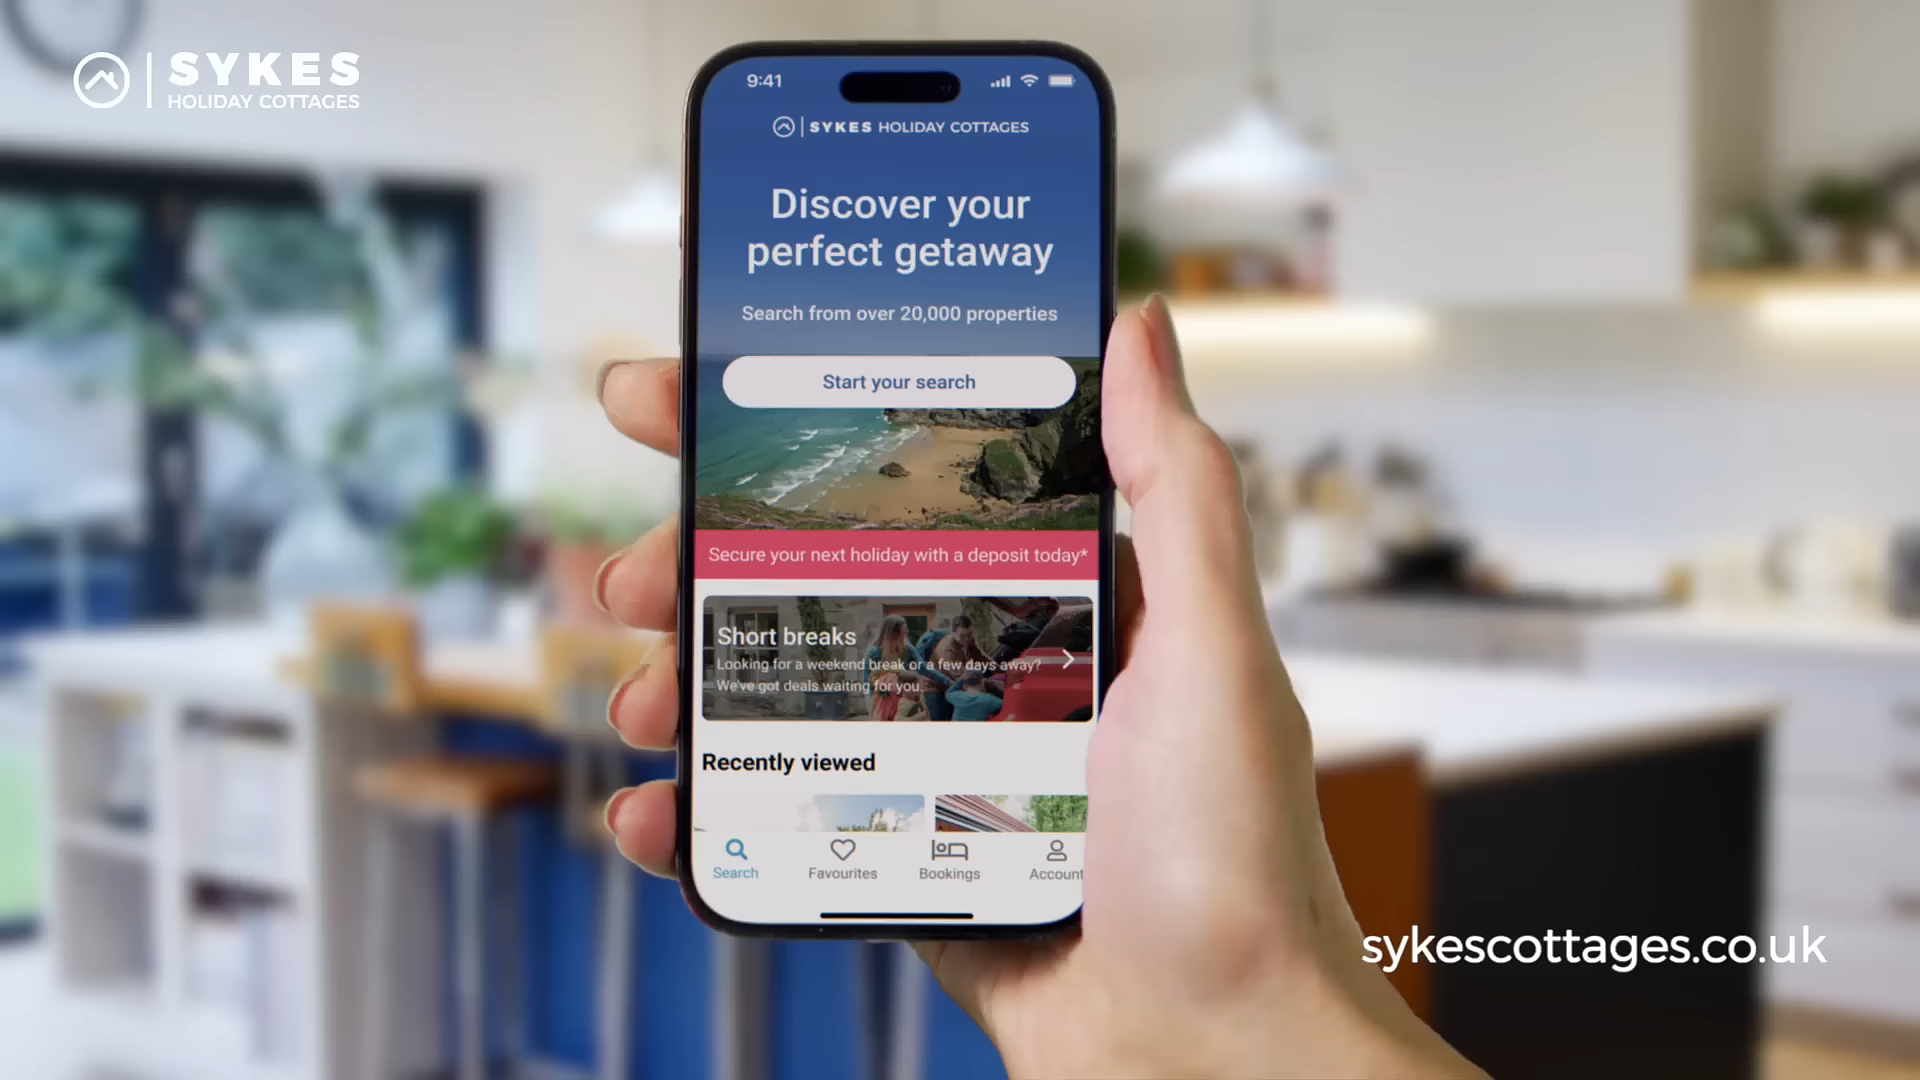 SYKES
HOLIDAY COTTAGES
9:41
SYKES HOLIDAY COTTAGES
Discover your
perfect getaway
Search from over 20,000 properties
Start your search
Secure your next holiday with a deposit today*
Short breaks
Looking for a weekend break or a few days away?
We've got deals waiting for you.
Recently viewed
Search
Favourites
Bookings
Account
sykescottages.co.uk